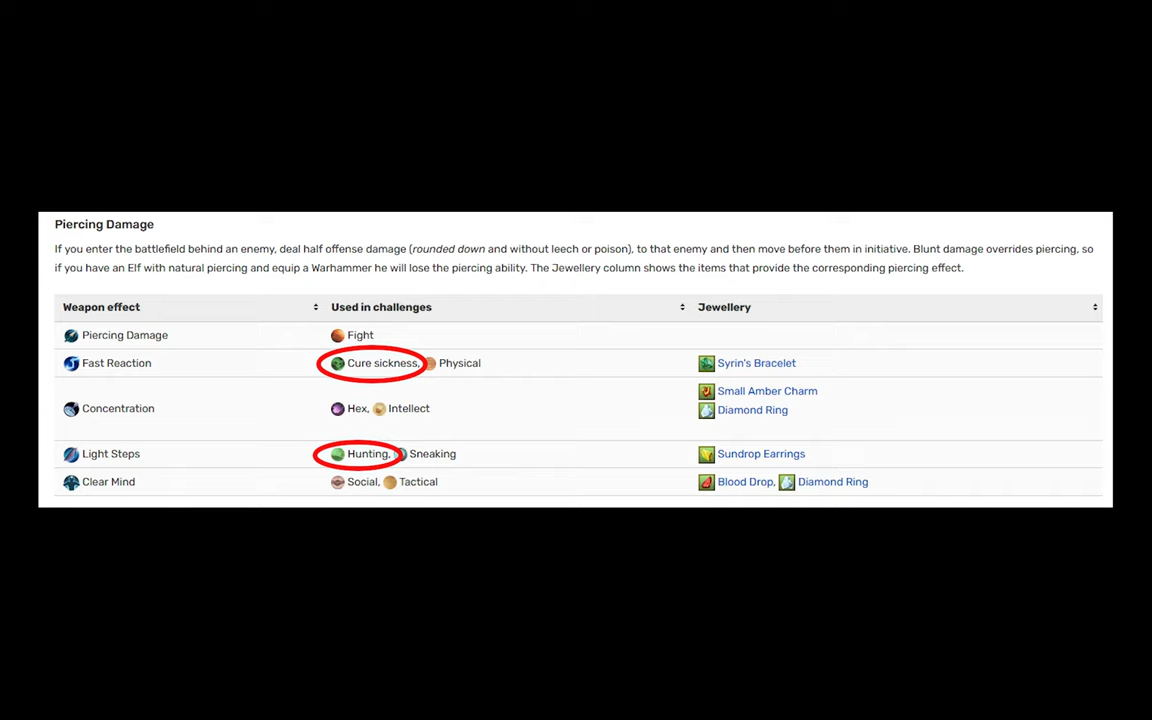 Piercing Damage
If you enter the battlefield behind an enemy, deal half offense damage (rounded down and without leech or poison), to that enemy and then move before them in initiative. Blunt damage overrides piercing, so
if you have an Elf with natural piercing and equip a Warhammer he will lose the piercing ability. The Jewellery column shows the items that provide the corresponding piercing effect.
Weapon effect Used in challenges Jewellery
Piercing Damage Fight
Fast Reaction Cure sickness, Physical Syrin's Bracelet
Small Amber Charm
Concentration Hex, Intellect Diamond Ring
Light Steps Hunting, Sneaking Sundrop Earrings
Clear Mind Social, Tactical Blood Drop, Diamond Ring